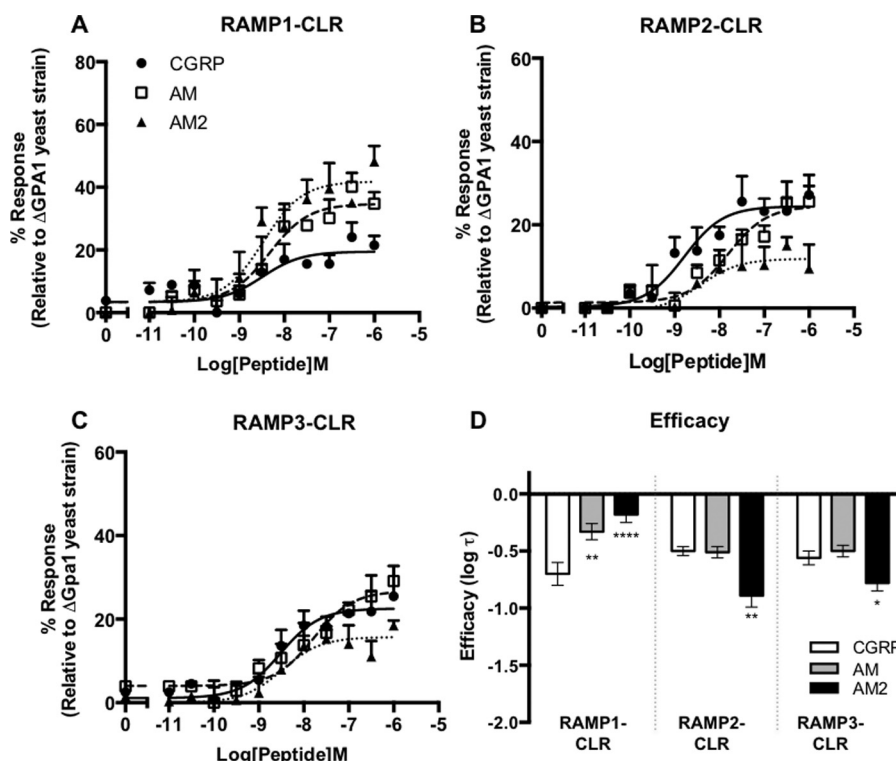 A
RAMP1-CLR
% Response
(Relative to ΔGPA1 yeast strain)
80
60
40
20
0
CGRP
AM
AM2
0 -11 -10 -9 -8 -7 -6 -5
Log[Peptide]M
B
RAMP2-CLR
% Response
(Relative to ΔGPA1 yeast strain)
60
40
20
0
0 -11 -10 -9 -8 -7 -6 -5
Log[Peptide]M
C
RAMP3-CLR
% Response
(Relative to ΔGpa1 yeast strain)
60
40
20
0
0 -11 -10 -9 -8 -7 -6 -5
Log[Peptide]M
D
Efficacy
Efficacy (log τ)
0.0
-0.5
-1.0
-1.5
-2.0
**
****
**
*
CGRP
AM
AM2
RAMP1-
CLR
RAMP2-
CLR
RAMP3-
CLR